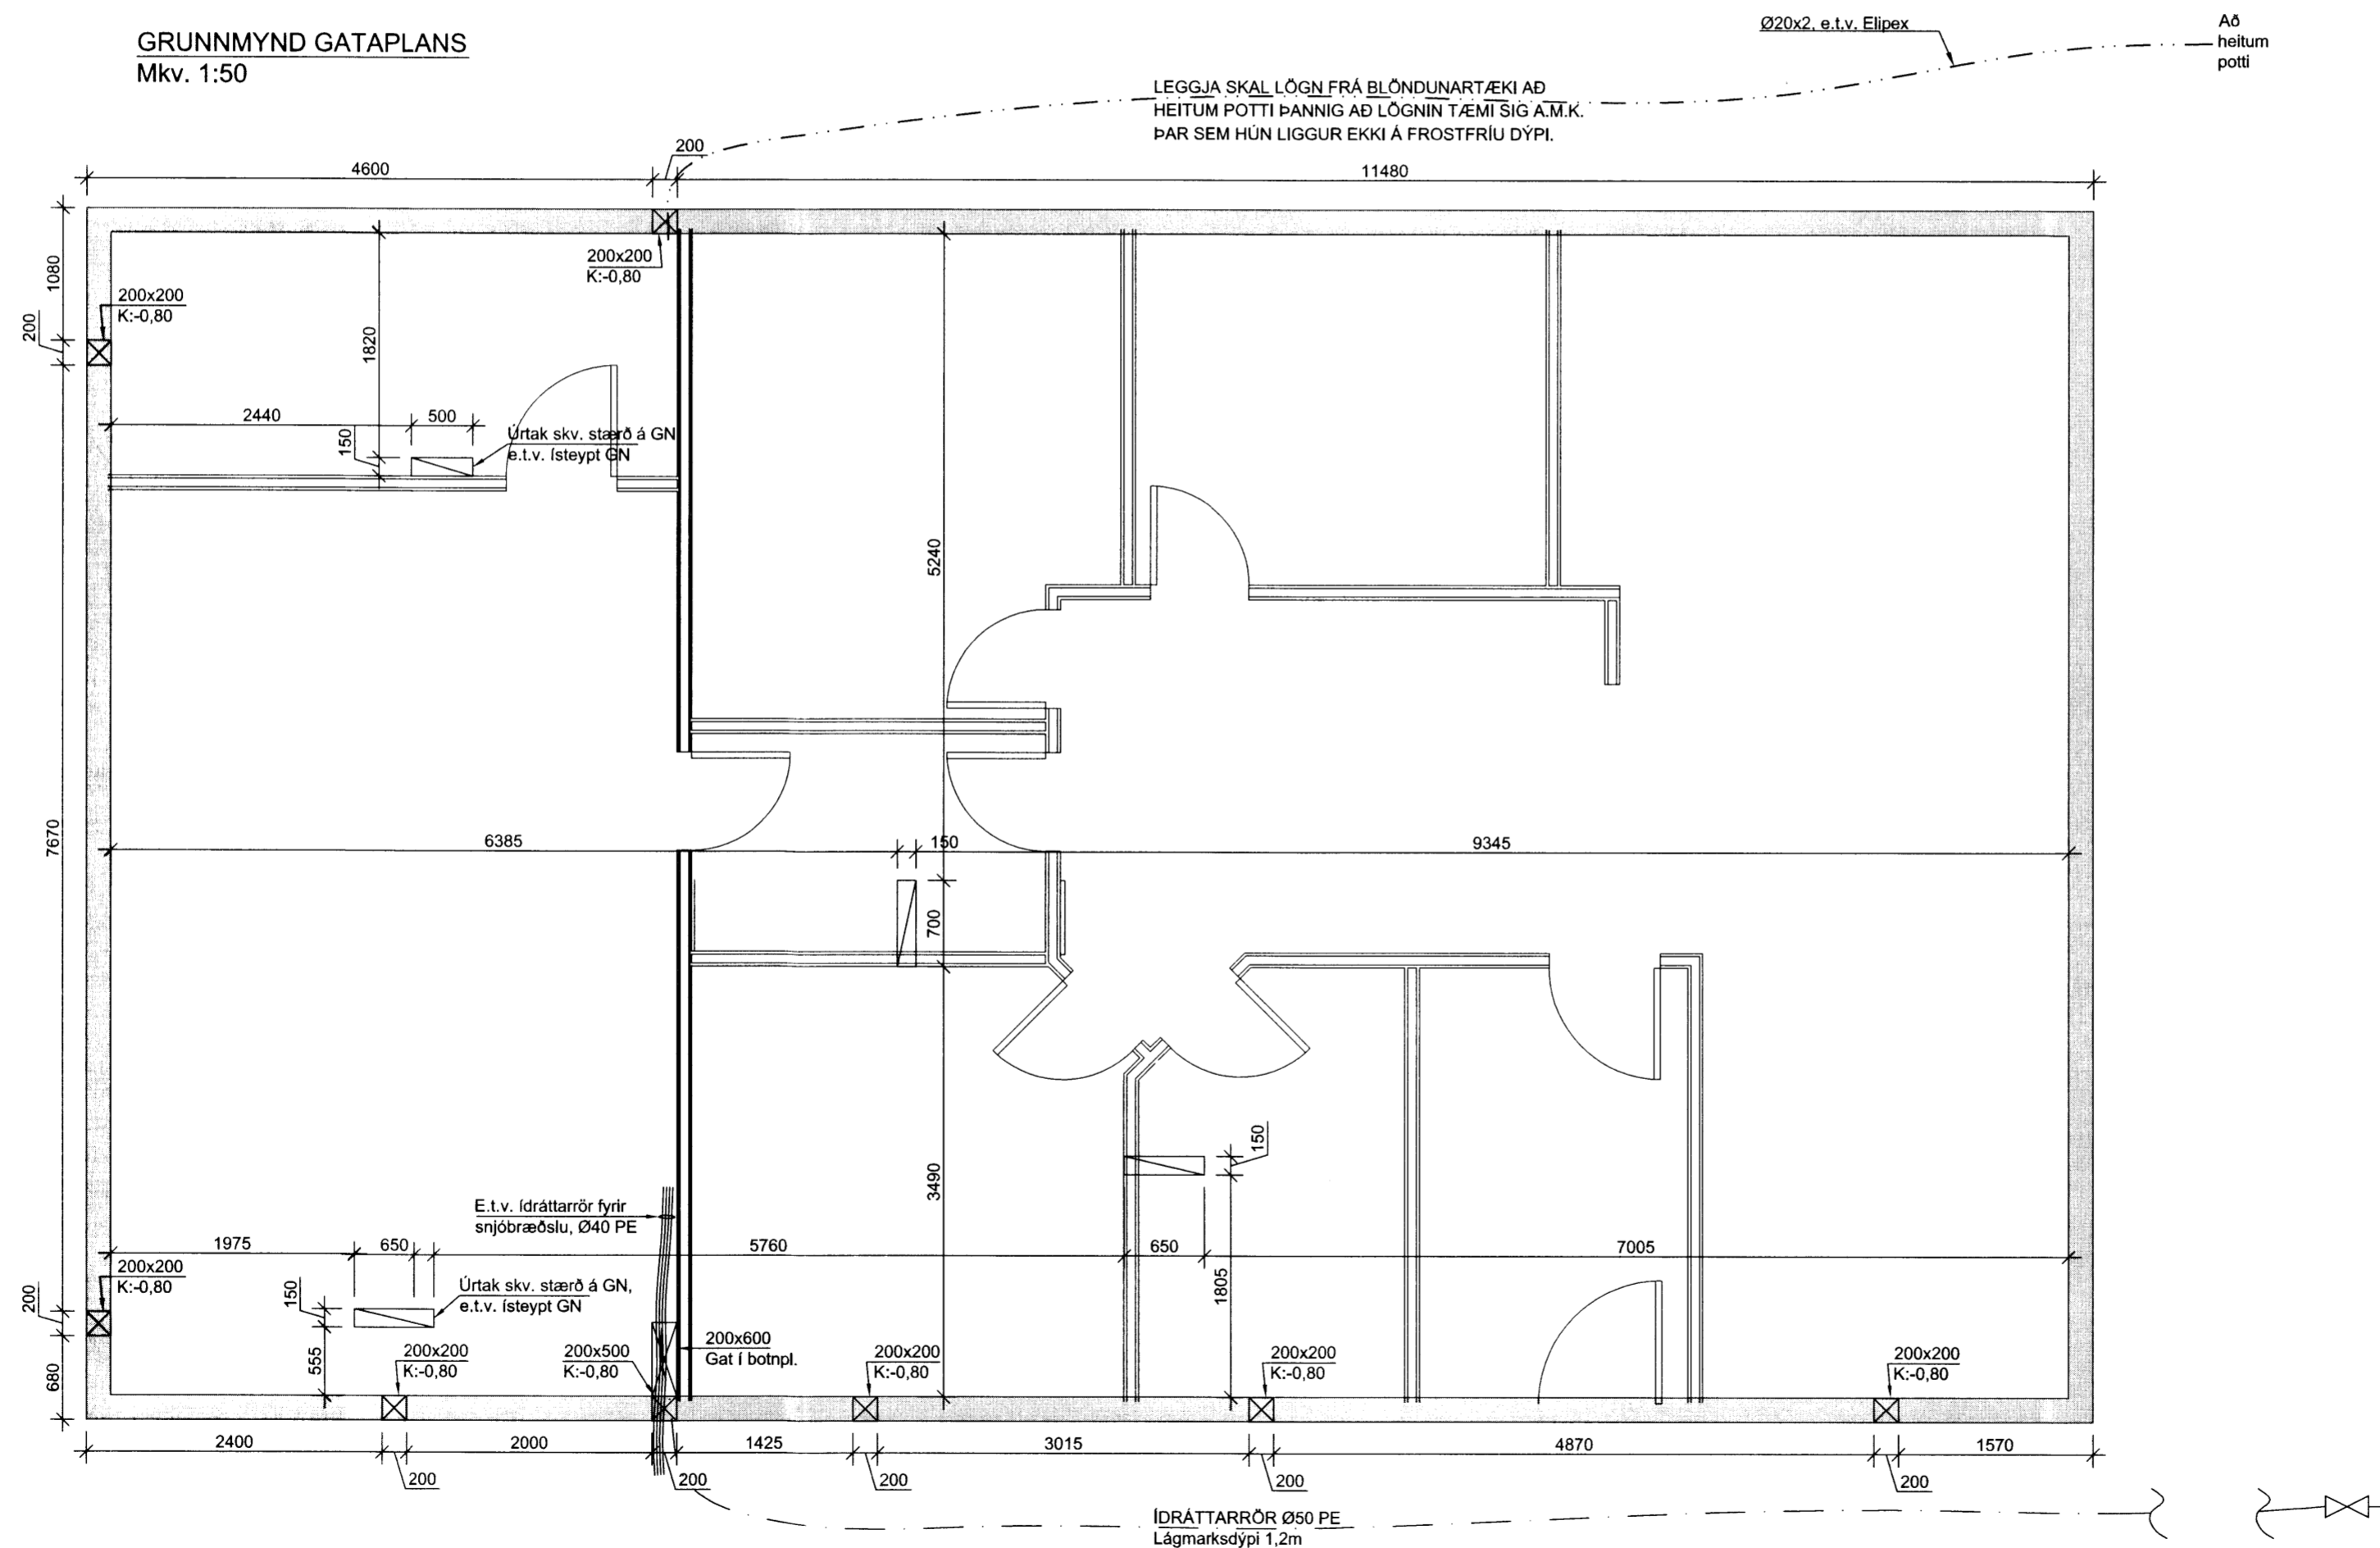 GRUNNMYND GATAPLANS
Mkv. 1:50
Ø20x2, e.t.v. Elipex
Að
heitum
potti
LEGGJA SKAL LÖGN FRÁ BLÖNDUNARTÆKI AÐ
HEITUM POTTI ÞANNIG AÐ LÖGNIN TÆMI SIG A.M.K.
ÞAR SEM HÚN LIGGUR EKKI Á FROSTFRÍU DÝPI.
4600
200
11480
1080
200
200x200
K:-0,80
200x200
K:-0,80
1820
2440
500
150
Úrtak skv. stærð á GN
e.t.v. ísteypt GN
5240
7670
6385
150
9345
700
3490
150
E.t.v. ídráttarrör fyrir
snjóbræðslu, Ø40 PE
1975
650
5760
650
7005
1805
200x200
K:-0,80
200
150
Úrtak skv. stærð á GN,
e.t.v. ísteypt GN
555
680
200x200
K:-0,80
200x500
K:-0,80
200x600
Gat í botnpl.
200x200
K:-0,80
200x200
K:-0,80
200x200
K:-0,80
2400
2000
1425
3015
4870
1570
200
200
200
200
200
ÍDRÁTTARRÖR Ø50 PE
Lágmarksdýpi 1,2m